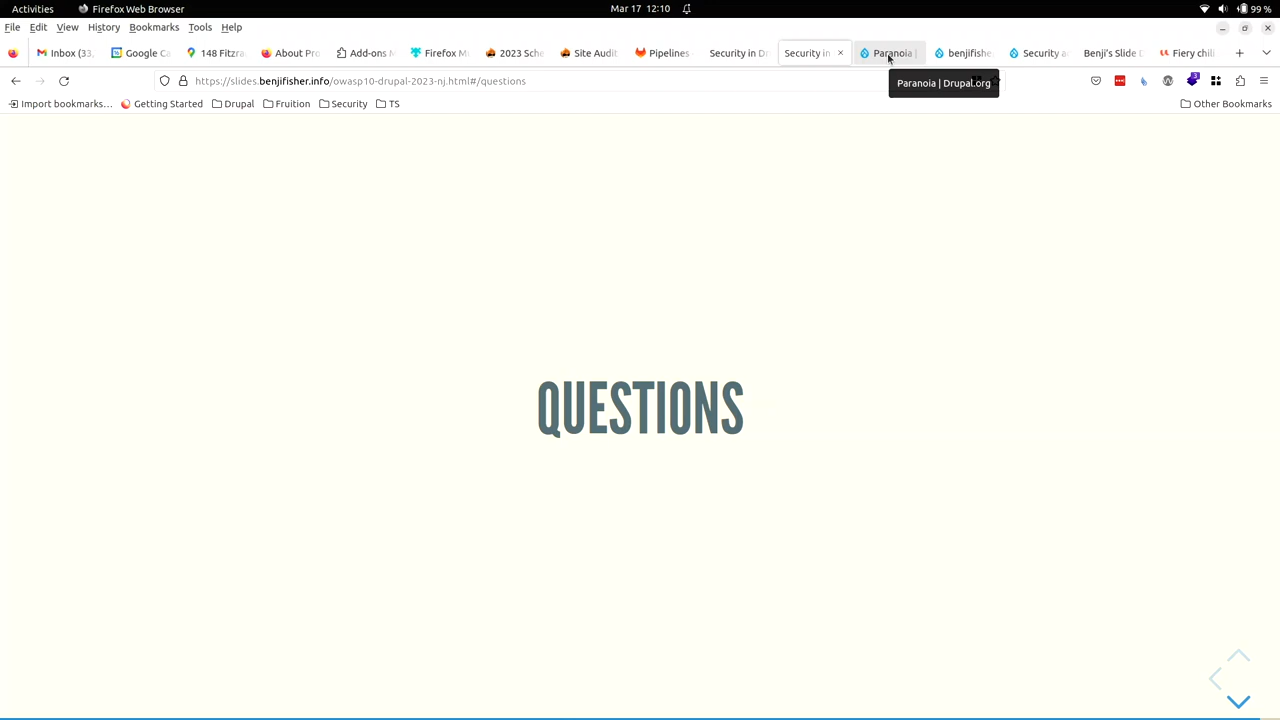 Activities Firefox Web Browser Mar 17 12:10 99 %
File Edit View History Bookmarks Tools Help
Inbox (33, Google Ca 148 Fitzra About Pro Add-ons M Firefox Mu 2023 Sche Site Audit Pipelines Security in Dr Security in Paranoia | benjifishe Security a Benji's Slide D Fiery chili
https://slides.benjifisher.info/owasp10-drupal-2023-nj.html#/questions 3
Paranoia | Drupal.org
Import bookmarks... Getting Started Drupal Fruition Security TS Other Bookmarks
QUESTIONS